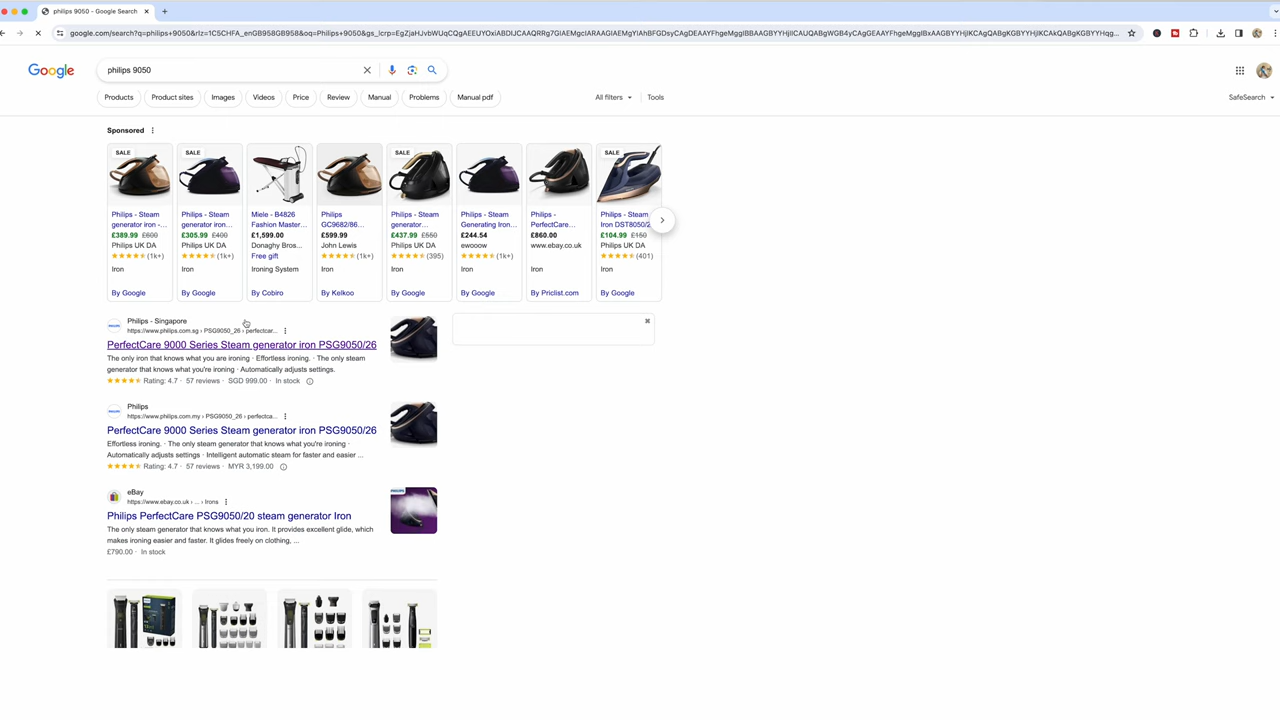 philips 9050 - Google Search
google.com/search?q=philips+9050&rlz=1C5CHFA_enGB958GB958&oq=Philips+9050&gs_lcrp=
Google
philips 9050
Products
Product sites
Images
Videos
Price
Review
Manual
Problems
Manual pdf
All filters
Tools
SafeSearch
Sponsored
SALE
Philips - Steam
generator iron -...
£389.99 £600
Philips UK DA
(1k+)
Iron
By Google
SALE
Philips - Steam
generator iron...
£305.99 £400
Philips UK DA
(1k+)
Iron
By Google
Miele - B4826
Fashion Master...
£1,599.00
Donaghy Bros...
Free gift
Ironing System
By Cobiro
Philips
GC9682/86...
£599.99
John Lewis
(1k+)
Iron
By Kelkoo
SALE
Philips - Steam
generator...
£437.99 £550
Philips UK DA
(395)
Iron
By Google
Philips - Steam
Generating Iron...
£244.54
ewooow
(1k+)
Iron
By Google
Philips -
PerfectCare...
£860.00
www.ebay.co.uk
Iron
By Priclist.com
SALE
Philips - Steam
Iron DST8050/2
£104.99 £150
Philips UK DA
(401)
Iron
By Google
Philips - Singapore
https://www.philips.com.sg › PSG9050_26 › perfectcar...
PerfectCare 9000 Series Steam generator iron PSG9050/26
The only iron that knows what you are ironing · Effortless ironing. · The only steam
generator that knows what you're ironing · Automatically adjusts settings.
Rating: 4.7 · 57 reviews · SGD 999.00 · In stock
Philips
https://www.philips.com.my › PSG9050_26 › perfectca...
PerfectCare 9000 Series Steam generator iron PSG9050/26
Effortless ironing. · The only steam generator that knows what you're ironing ·
Automatically adjusts settings · Intelligent automatic steam for faster and easier ...
Rating: 4.7 · 57 reviews · MYR 3,199.00
eBay
https://www.ebay.co.uk › ... › Irons
Philips PerfectCare PSG9050/20 steam generator Iron
The only steam generator that knows what you iron. It provides excellent glide, which
makes ironing easier and faster. It glides freely on clothing, ...
£790.00 · In stock
PHILIPS